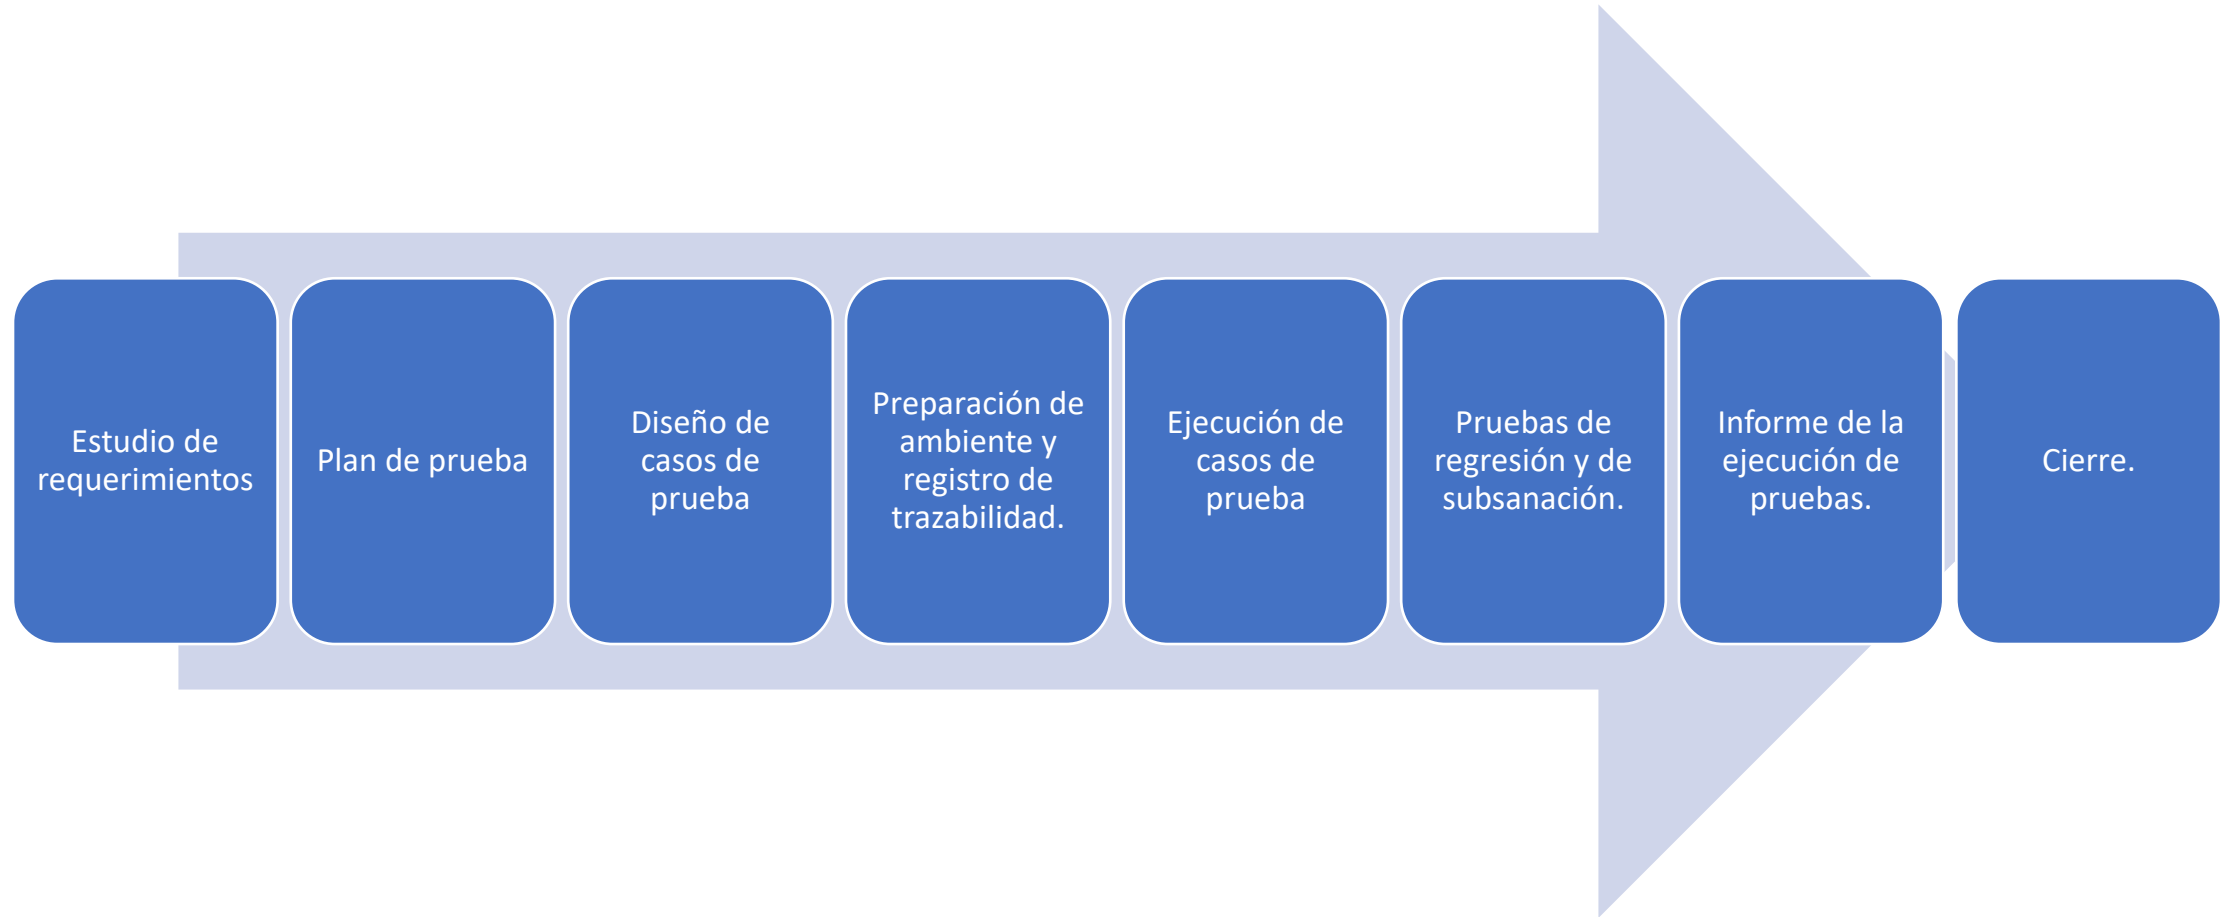 Estudio de
requerimientos
Plan de prueba
Diseño de
casos de
prueba
Preparación de
ambiente y
registro de
trazabilidad.
Ejecución de
casos de
prueba
Pruebas de
regresión y de
subsanación.
Informe de la
ejecución de
pruebas.
Cierre.